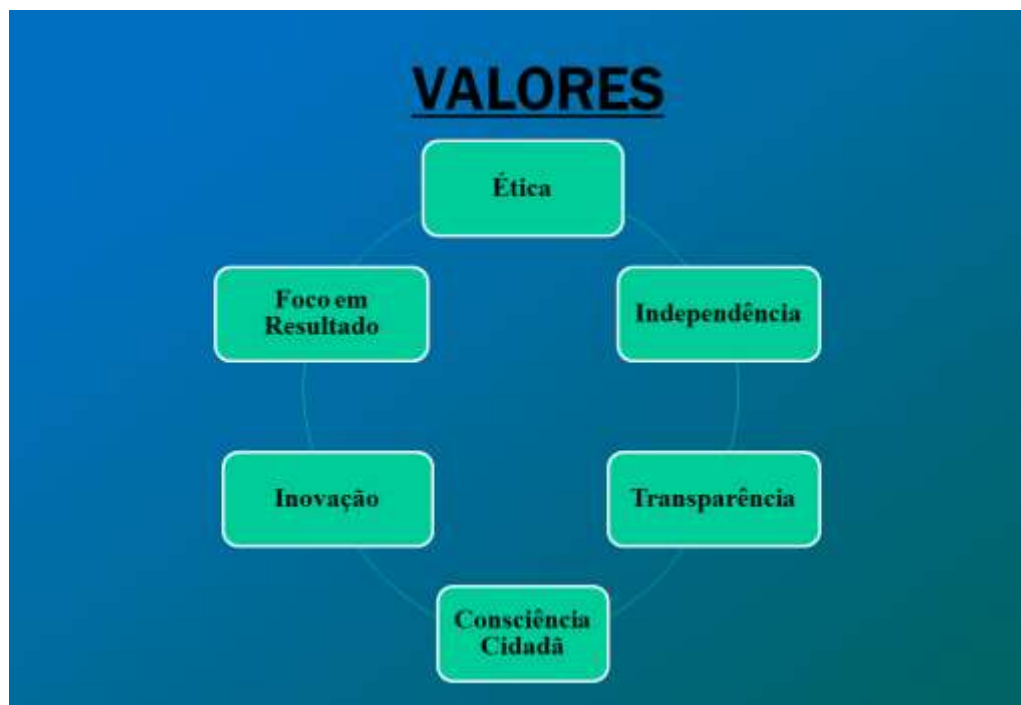 VALORES
Ética
Independência
Transparência
Consciência
Cidadã
Inovação
Foco em
Resultado